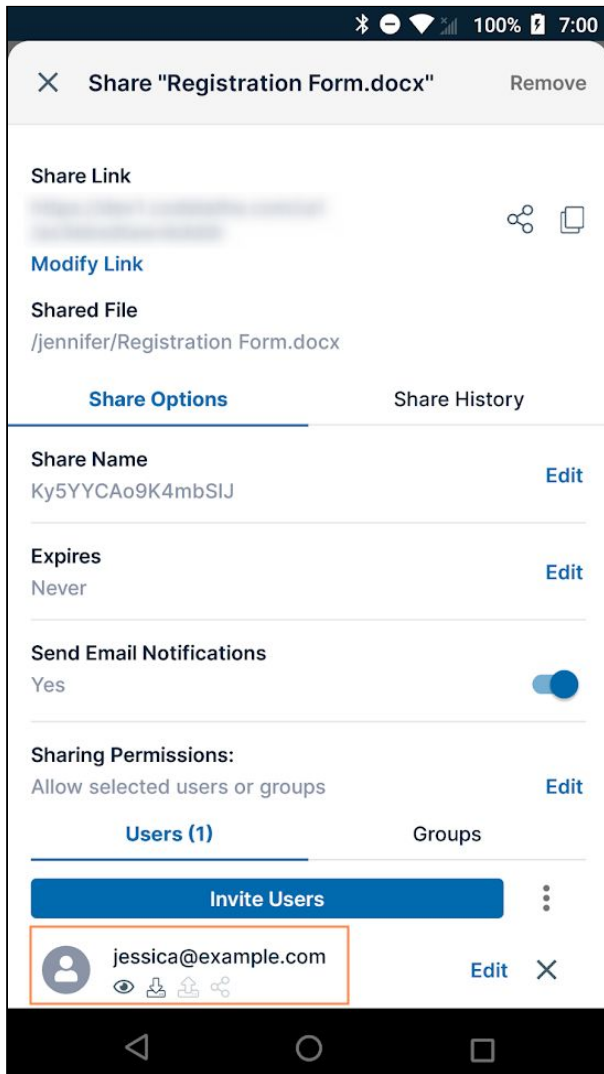 100% 7:00
Share "Registration Form.docx" Remove
Share Link
Modify Link
Shared File
/jennifer/Registration Form.docx
Share Options Share History
Share Name
Ky5YYCAo9K4mbSIJ Edit
Expires
Never Edit
Send Email Notifications
Yes
Sharing Permissions:
Allow selected users or groups Edit
Users (1) Groups
Invite Users
jessica@example.com Edit